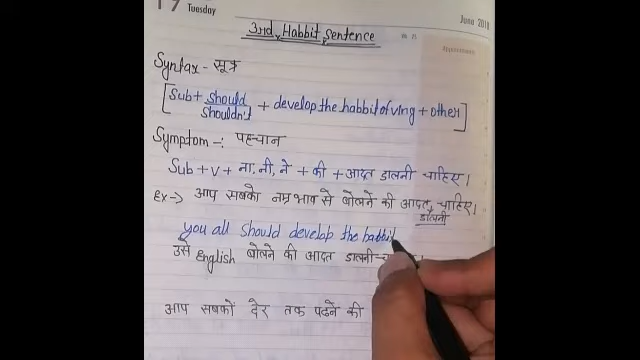 19 Tuesday
June 2018
3rd, Habbit Sentence
Syntax - सूत्र
[Sub + should / shouldn't + develop the habbit of ving + other]
Symptom -: पहचान
Sub + v + ना, नी, ने + की + आदत डालनी चाहिए।
Ex -> आप सबको नम्र भाव से बोलने की आदत चाहिए।
डालनी
you all should develop the habbit
उसे English बोलने की आदत डालनी
आप सबकों देर तक पढ़ने की